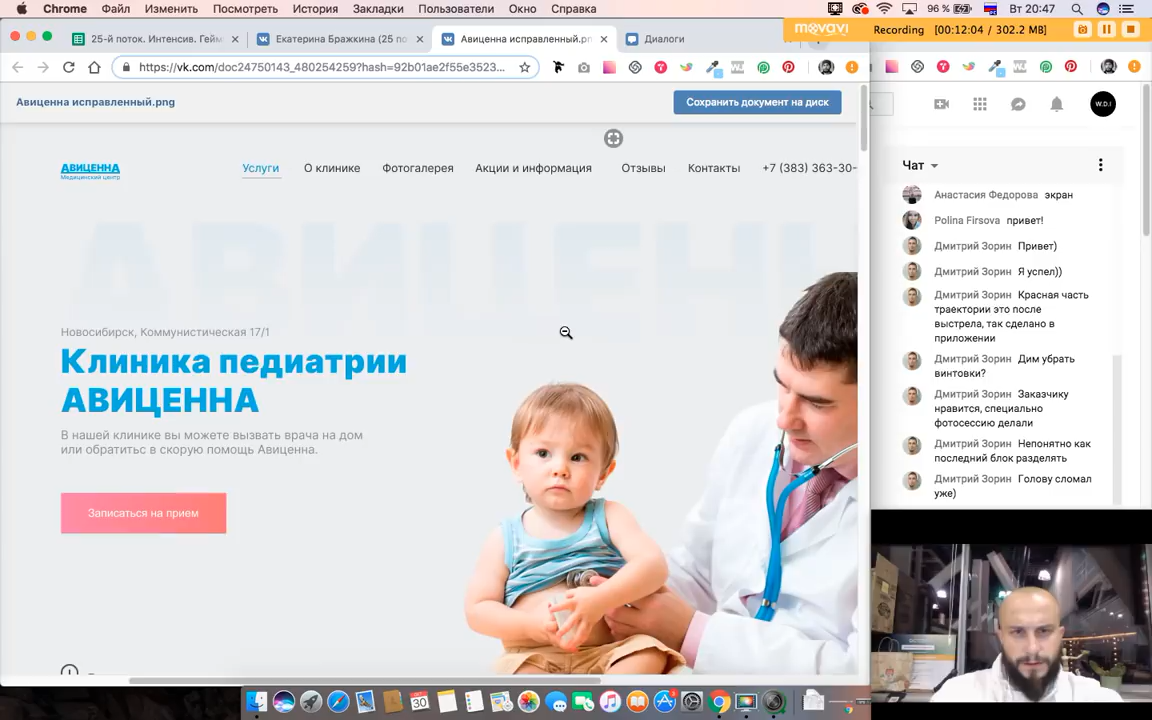 Chrome Файл Изменить Посмотреть История Закладки Пользователи Окно Справка
96 % Вт 20:47
movavi Recording [00:12:04 / 302.2 MB]
25-й поток. Интенсив. Гейм
Екатерина Бражкина (25 по
Авиценна исправленный.pn
Диалоги
https://vk.com/doc24750143_480254259?hash=92b01ae2f55e3523...
Авиценна исправленный.png
Сохранить документ на диск
АВИЦЕННА
Медицинский центр
Услуги О клинике Фотогалерея Акции и информация Отзывы Контакты +7 (383) 363-30-
АВИЦЕНН
Новосибирск, Коммунистическая 17/1
Клиника педиатрии
АВИЦЕННА
В нашей клинике вы можете вызвать врача на дом
или обратитьс в скорую помощь Авиценна.
Записаться на прием
W.D.I
Чат
Анастасия Федорова экран
Polina Firsova привет!
Дмитрий Зорин Привет)
Дмитрий Зорин Я успел))
Дмитрий Зорин Красная часть
траектории это после
выстрела, так сделано в
приложении
Дмитрий Зорин Дим убрать
винтовки?
Дмитрий Зорин Заказчику
нравится, специально
фотосессию делали
Дмитрий Зорин Непонятно как
последний блок разделять
Дмитрий Зорин Голову сломал
уже)
30